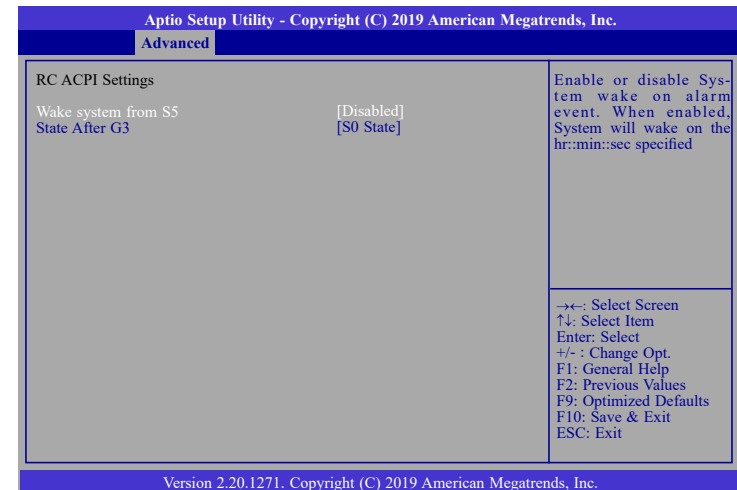 Aptio Setup Utility - Copyright (C) 2019 American Megatrends, Inc.
Advanced
RC ACPI Settings
Wake system from S5 [Disabled]
State After G3 [S0 State]
Enable or disable Sys-
tem wake on alarm
event. When enabled,
System will wake on the
hr::min::sec specified
→←: Select Screen
↑↓: Select Item
Enter: Select
+/- : Change Opt.
F1: General Help
F2: Previous Values
F9: Optimized Defaults
F10: Save & Exit
ESC: Exit
Version 2.20.1271. Copyright (C) 2019 American Megatrends, Inc.